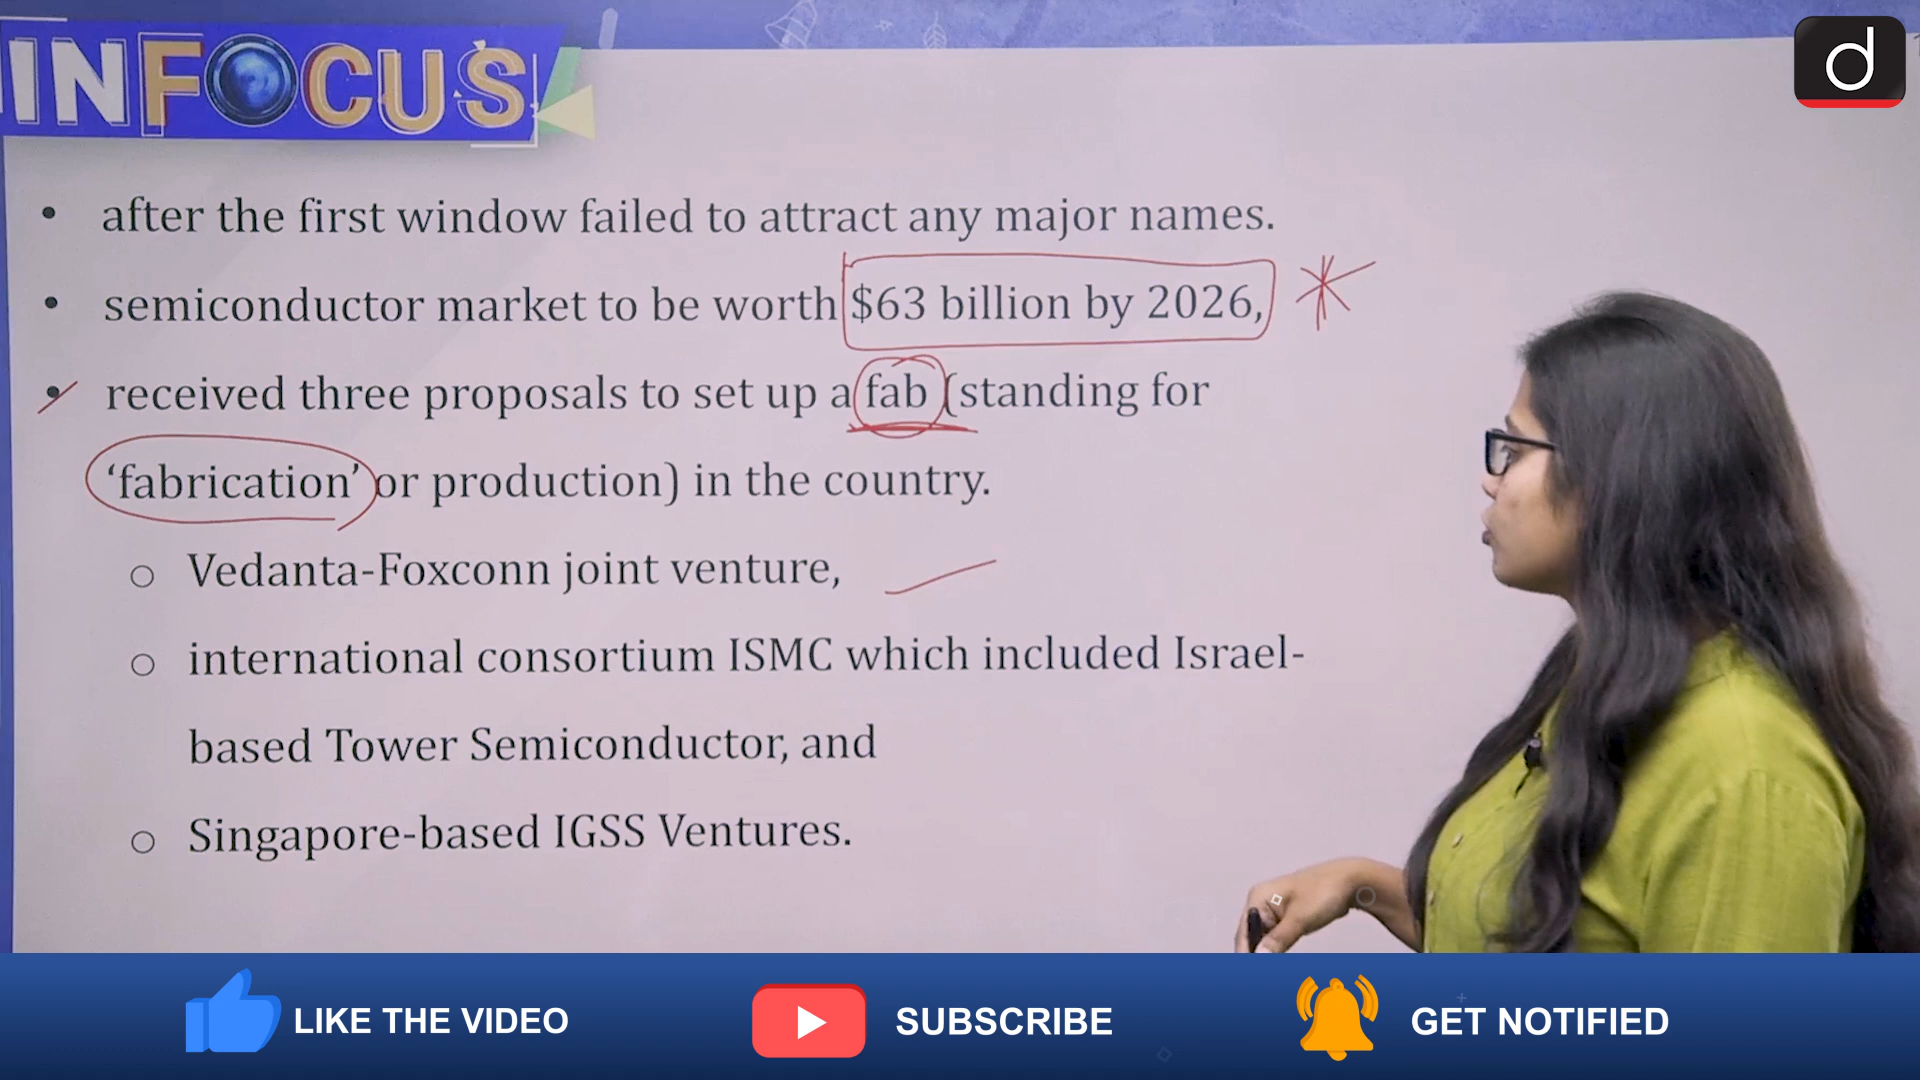 INFOCUS
d
• after the first window failed to attract any major names.
• semiconductor market to be worth $63 billion by 2026,
• received three proposals to set up a fab (standing for
‘fabrication’ or production) in the country.
o Vedanta-Foxconn joint venture,
o international consortium ISMC which included Israel-
based Tower Semiconductor, and
o Singapore-based IGSS Ventures.
LIKE THE VIDEO
SUBSCRIBE
GET NOTIFIED